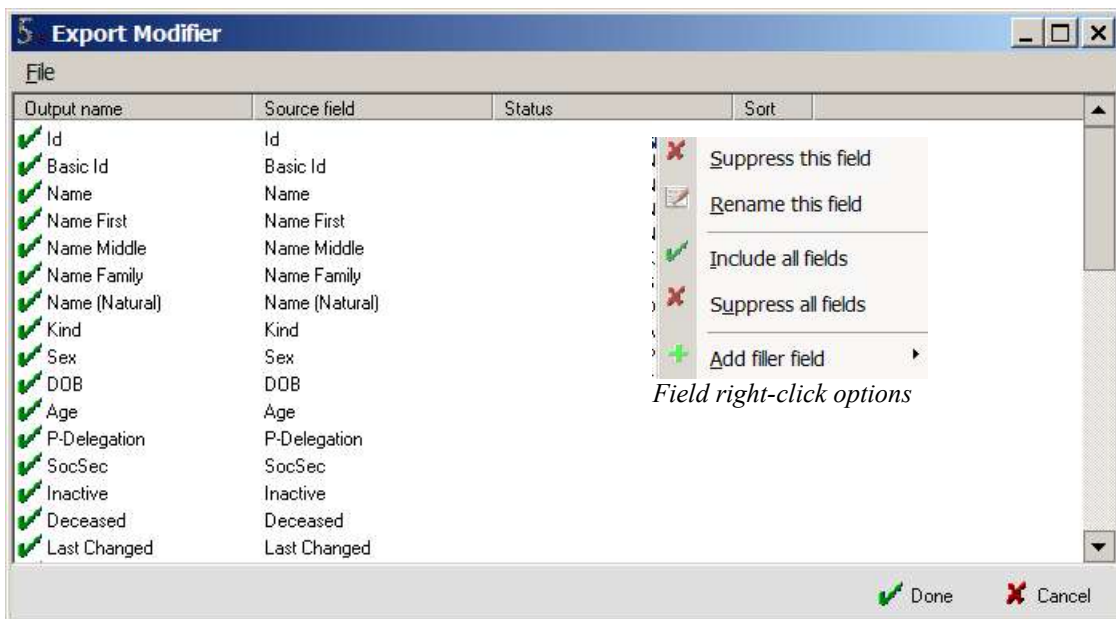 5 Export Modifier
File
Output name Source field Status Sort
Id Id
Basic Id Basic Id
Name Name
Name First Name First
Name Middle Name Middle
Name Family Name Family
Name (Natural) Name (Natural)
Kind Kind
Sex Sex
DOB DOB
Age Age
P-Delegation P-Delegation
SocSec SocSec
Inactive Inactive
Deceased Deceased
Last Changed Last Changed
Suppress this field
Rename this field
Include all fields
Suppress all fields
Add filler field
Field right-click options
Done Cancel